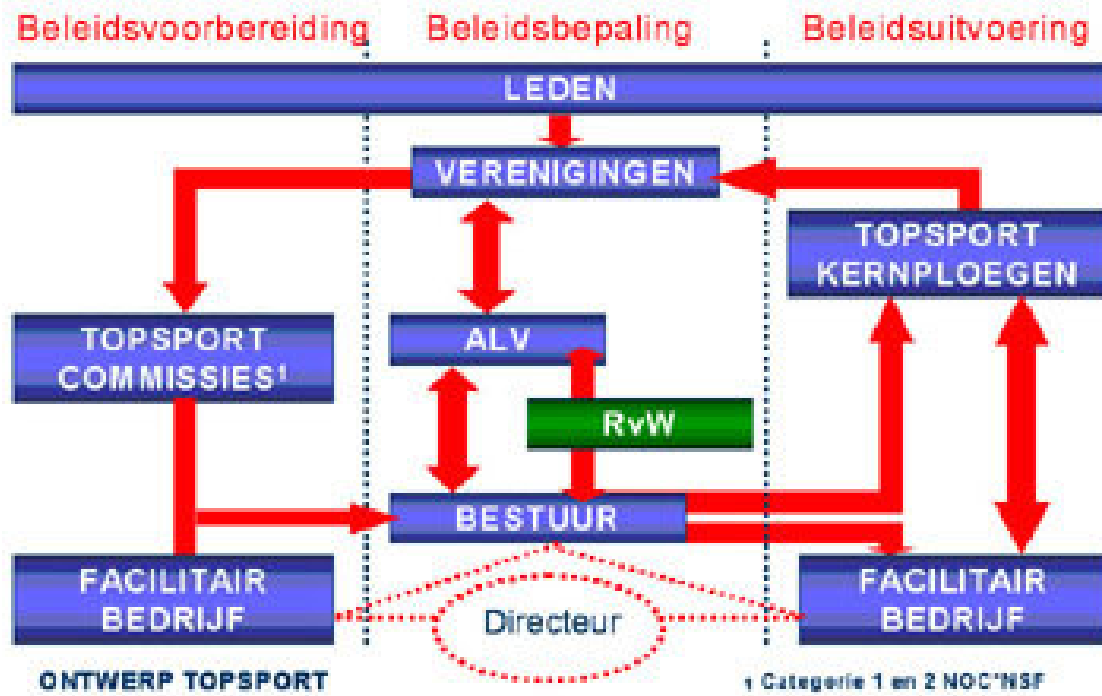 Beleidsvoorbereiding Beleidsbepaling Beleidsuitvoering
LEDEN
VERENIGINGEN
TOPSPORT
KERNPLOEGEN
TOPSPORT
COMMISSIES¹
ALV
RvW
BESTUUR
FACILITAIR
BEDRIJF
Directeur
FACILITAIR
BEDRIJF
ONTWERP TOPSPORT
1 Categorie 1 en 2 NOC*NSF